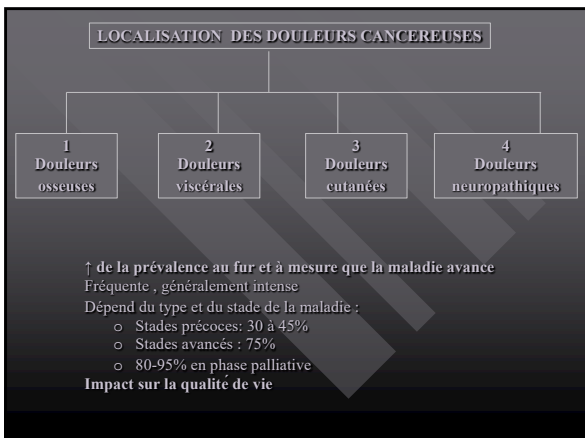 LOCALISATION DES DOULEURS CANCEREUSES
1
Douleurs
osseuses
2
Douleurs
viscérales
3
Douleurs
cutanées
4
Douleurs
neuropathiques
↑ de la prévalence au fur et à mesure que la maladie avance
Fréquente , généralement intense
Dépend du type et du stade de la maladie :
o Stades précoces: 30 à 45%
o Stades avancés : 75%
o 80-95% en phase palliative
Impact sur la qualité de vie